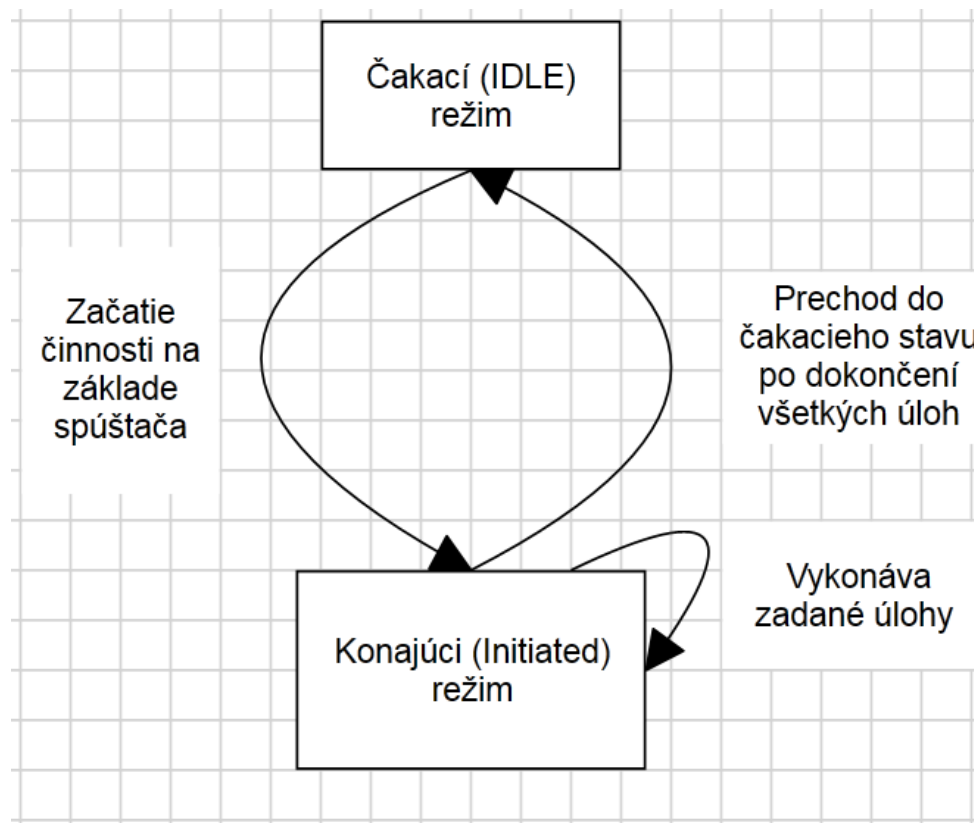 Čakací (IDLE)
režim
Začatie
činnosti na
základe
spúštača
Prechod do
čakacieho stavu
po dokončení
všetkých úloh
Vykonáva
zadané úlohy
Konajúci (Initiated)
režim